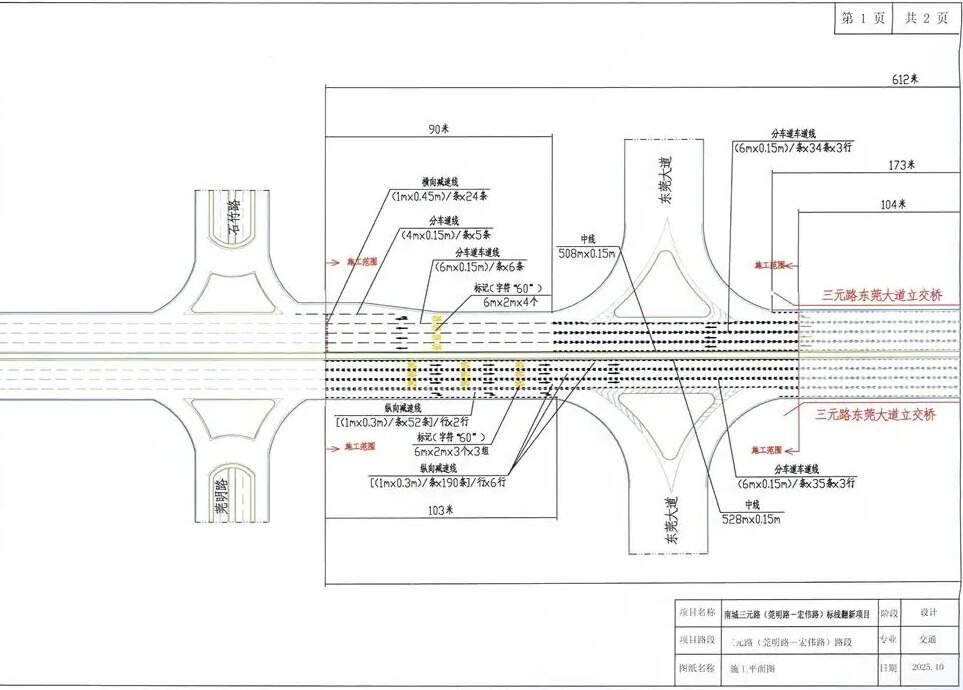 第 1 页 共 2 页
612米
90米
分车道车道线
(6mx0.15m)/条x34条x3行
173米
104米
横向减速线
(1mx0.45m)/条x24条
分车道线
(4mx0.15m)/条x5条
分车道车道线
(6mx0.15m)/条x6条
标记(字符"60")
6mx2mx4个
中线
508mx0.15m
石竹路
东莞大道
施工范围
施工范围
三元路东莞大道立交桥
纵向减速线
[(1mx0.3m)/条x52条]/行x2行
标记(字符"60")
6mx2mx3个x3组
纵向减速线
[(1mx0.3m)/条x190条]/行x6行
三元路东莞大道立交桥
施工范围
施工范围
分车道车道线
(6mx0.15m)/条x35条x3行
中线
528mx0.15m
103米
莞明路
东莞大道
项目名称 南城三元路(莞明路—宏伟路)标线翻新项目 阶段 设计
项目路段 三元路(莞明路—宏伟路)路段 专业 交通
图纸名称 施工平面图 日期 2025.10